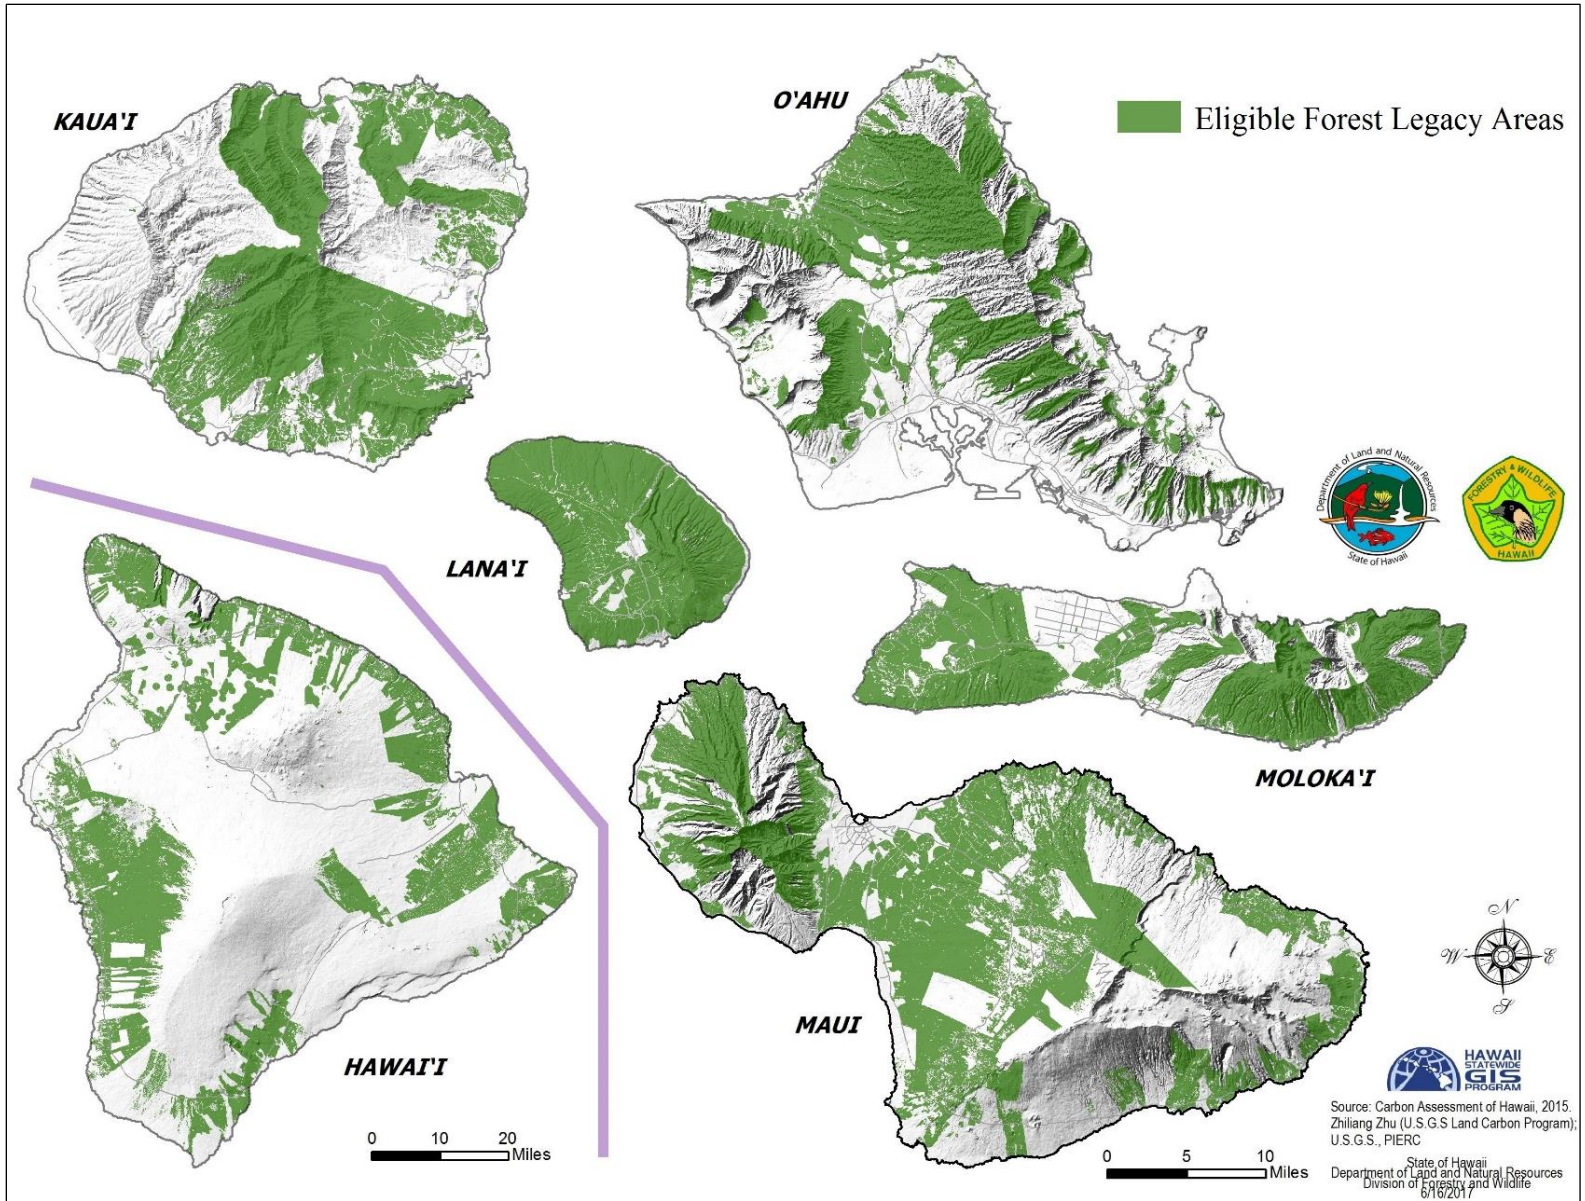 KAUA'I
O'AHU
Eligible Forest Legacy Areas
LANA'I
Department of Land and Natural Resources
State of Hawaii
FORESTRY & WILDLIFE
HAWAII
MOLOKA'I
MAUI
HAWAI'I
N
W
E
S
HAWAII
STATEWIDE
GIS
PROGRAM
Source: Carbon Assessment of Hawaii, 2015.
Zhiliang Zhu (U.S.G.S Land Carbon Program);
U.S.G.S., PIERC
State of Hawaii
Department of Land and Natural Resources
Division of Forestry and Wildlife
6/16/2017
0 10 20
Miles
0 5 10
Miles